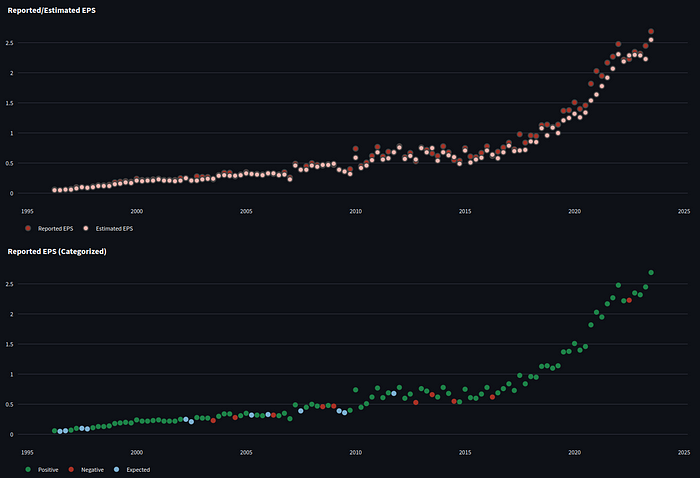 Reported/Estimated EPS
2.5
2
1.5
1
0.5
0
1995 2000 2005 2010 2015 2020 2025
Reported EPS Estimated EPS
Reported EPS (Categorized)
2.5
2
1.5
1
0.5
0
1995 2000 2005 2010 2015 2020 2025
Positive Negative Expected